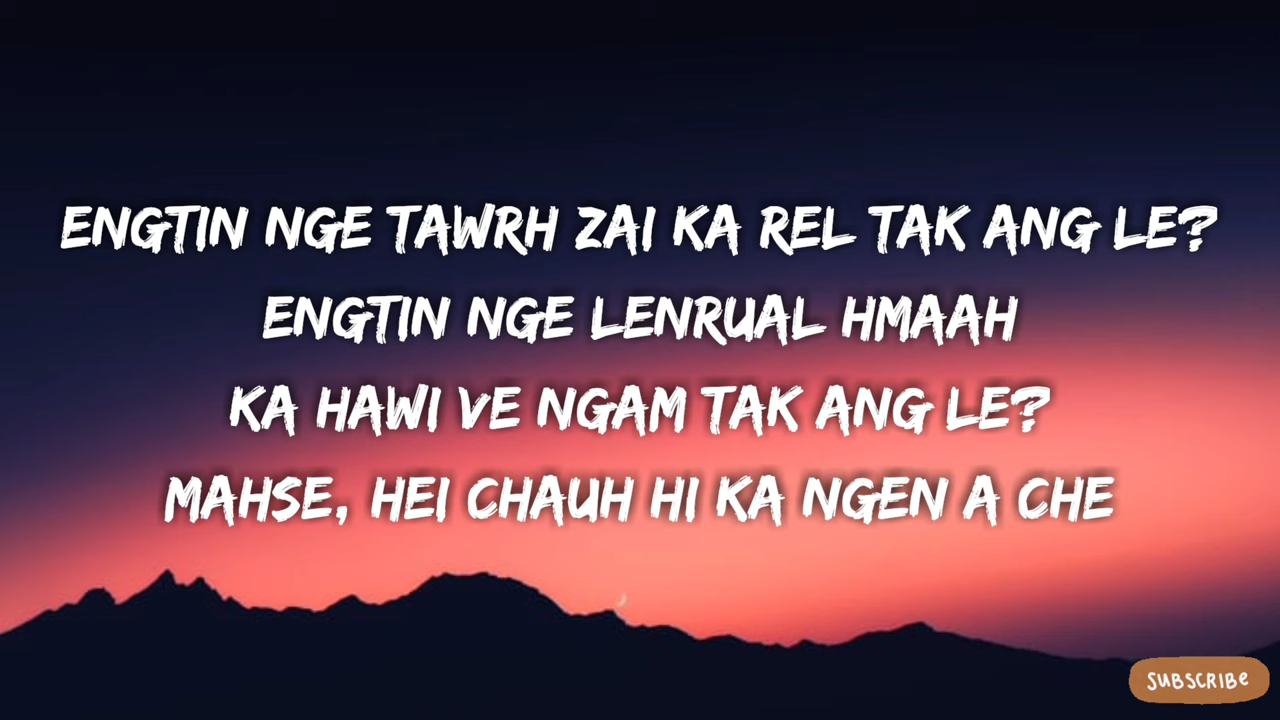 ENGTIN NGE TAWRH ZAI KA REL TAK ANG LE?
ENGTIN NGE LENRUAL HMAAH
KA HAWI VE NGAM TAK ANG LE?
MAHSE, HEI CHAUH HI KA NGEN A CHE
SUBSCRIBe